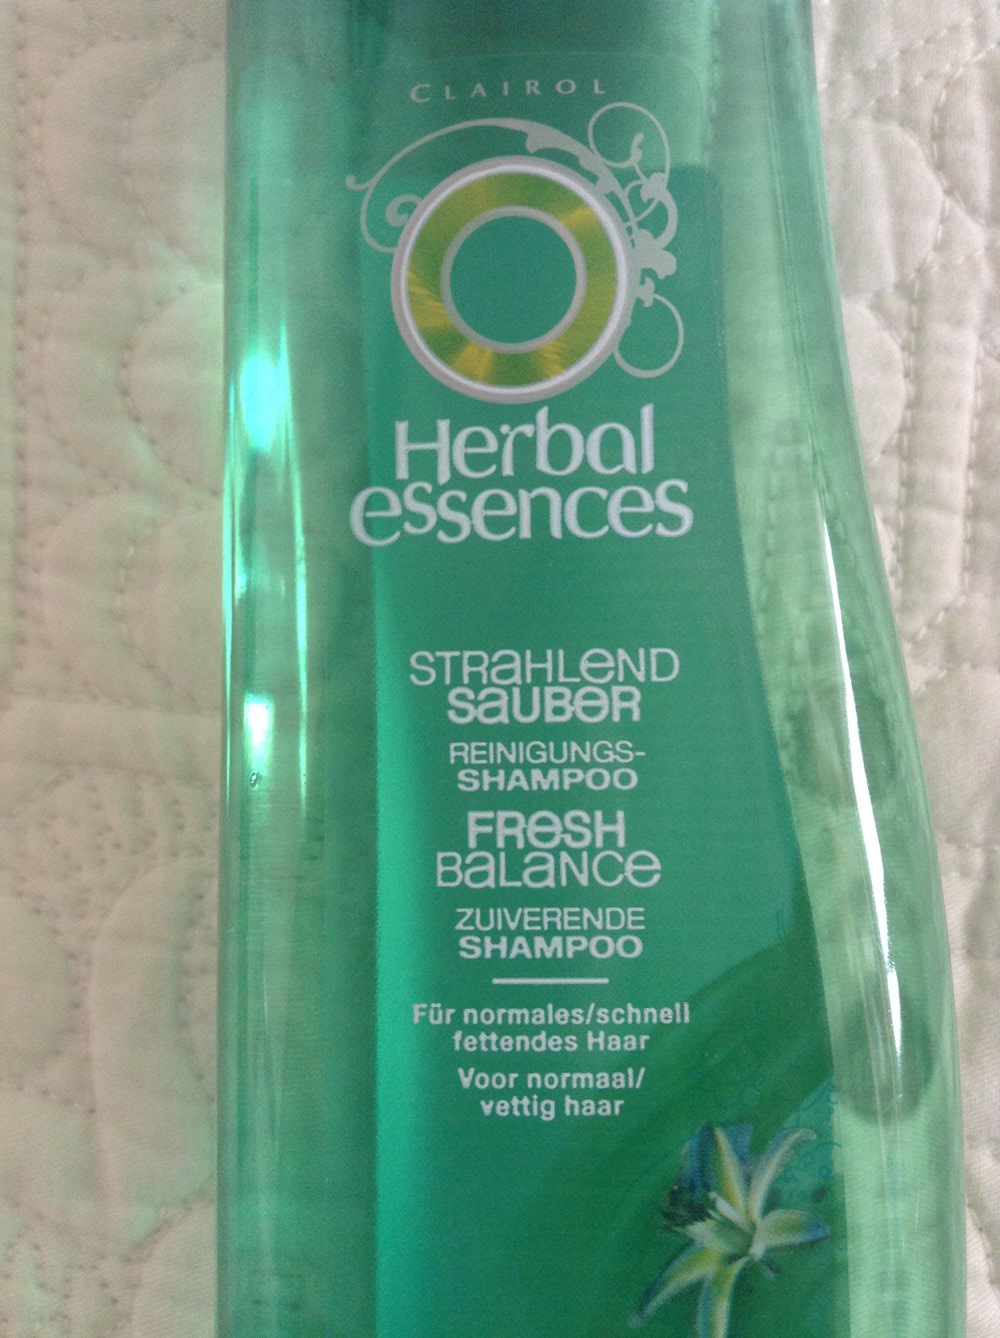 CLAIROL
Herbal
essences
STRaHLeND
SaUBeR
REINIGUNGS-
SHAMPOO
FReSH
BaLaNCe
ZUIVERENDE
SHAMPOO
Für normales/schnell
fettendes Haar
Voor normaal/
vettig haar